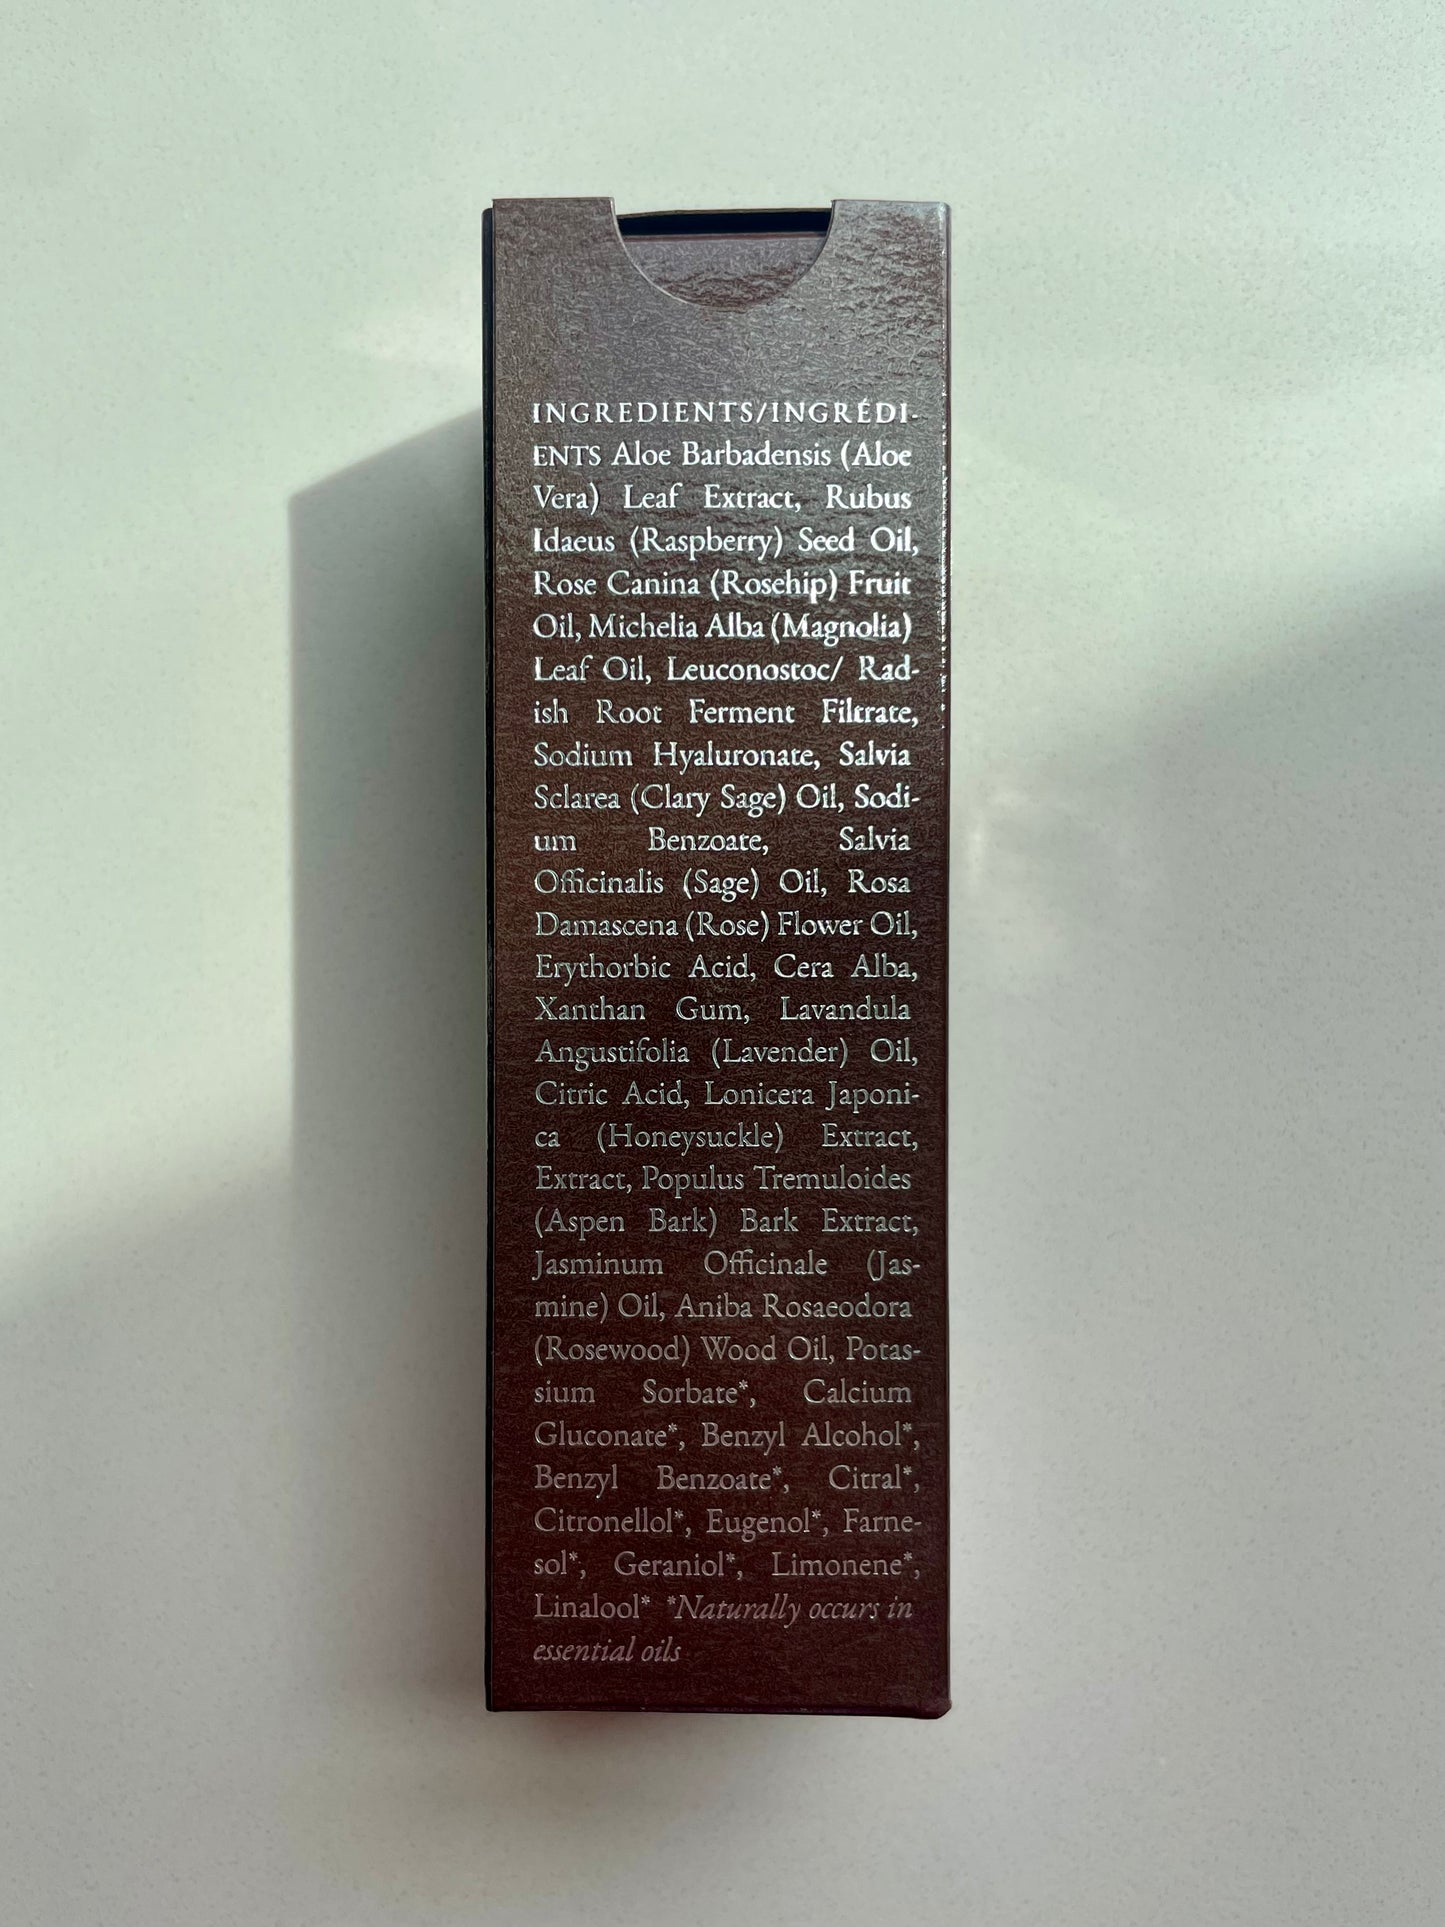 INGREDIENTS/INGRÉDI-
ENTS Aloe Barbadensis (Aloe
Vera) Leaf Extract, Rubus
Idaeus (Raspberry) Seed Oil,
Rose Canina (Rosehip) Fruit
Oil, Michelia Alba (Magnolia)
Leaf Oil, Leuconostoc/ Rad-
ish Root Ferment Filtrate,
Sodium Hyaluronate, Salvia
Sclarea (Clary Sage) Oil, Sodi-
um Benzoate, Salvia
Officinalis (Sage) Oil, Rosa
Damascena (Rose) Flower Oil,
Erythorbic Acid, Cera Alba,
Xanthan Gum, Lavandula
Angustifolia (Lavender) Oil,
Citric Acid, Lonicera Japoni-
ca (Honeysuckle) Extract,
Extract, Populus Tremuloides
(Aspen Bark) Bark Extract,
Jasminum Officinale (Jas-
mine) Oil, Aniba Rosaeodora
(Rosewood) Wood Oil, Potas-
sium Sorbate*, Calcium
Gluconate*, Benzyl Alcohol*,
Benzyl Benzoate*, Citral*,
Citronellol*, Eugenol*, Farne-
sol*, Geraniol*, Limonene*,
Linalool* *Naturally occurs in
essential oils